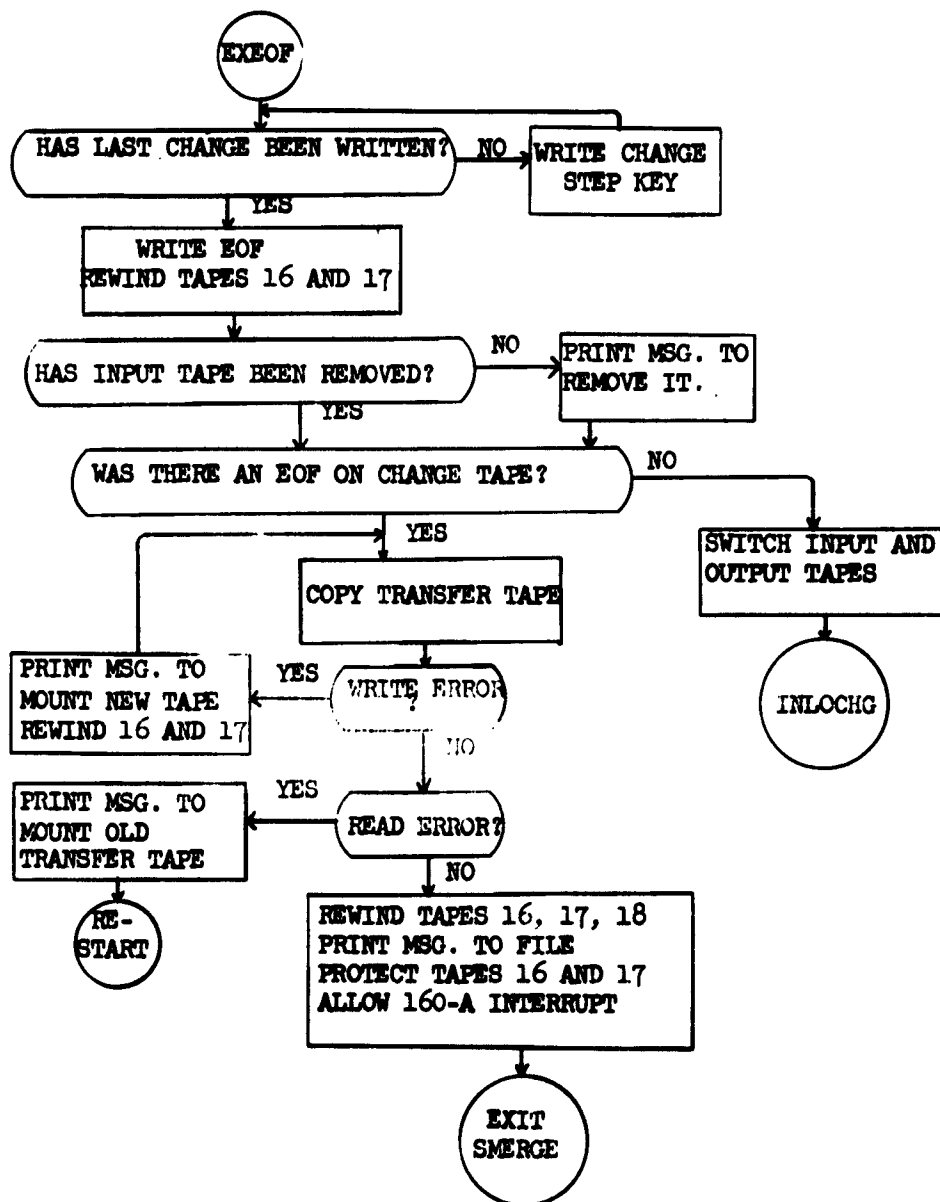 EXEOF
HAS LAST CHANGE BEEN WRITTEN?
NO
WRITE CHANGE
STEP KEY
YES
WRITE EOF
REWIND TAPES 16 AND 17
HAS INPUT TAPE BEEN REMOVED?
NO
PRINT MSG. TO
REMOVE IT.
YES
WAS THERE AN EOF ON CHANGE TAPE?
NO
YES
SWITCH INPUT AND
OUTPUT TAPES
INLOCHG
COPY TRANSFER TAPE
WRITE ERROR
?
YES
PRINT MSG. TO
MOUNT NEW TAPE
REWIND 16 AND 17
NO
READ ERROR?
YES
PRINT MSG. TO
MOUNT OLD
TRANSFER TAPE
RE-
START
NO
REWIND TAPES 16, 17, 18
PRINT MSG. TO FILE
PROTECT TAPES 16 AND 17
ALLOW 160-A INTERRUPT
EXIT
SMERGE